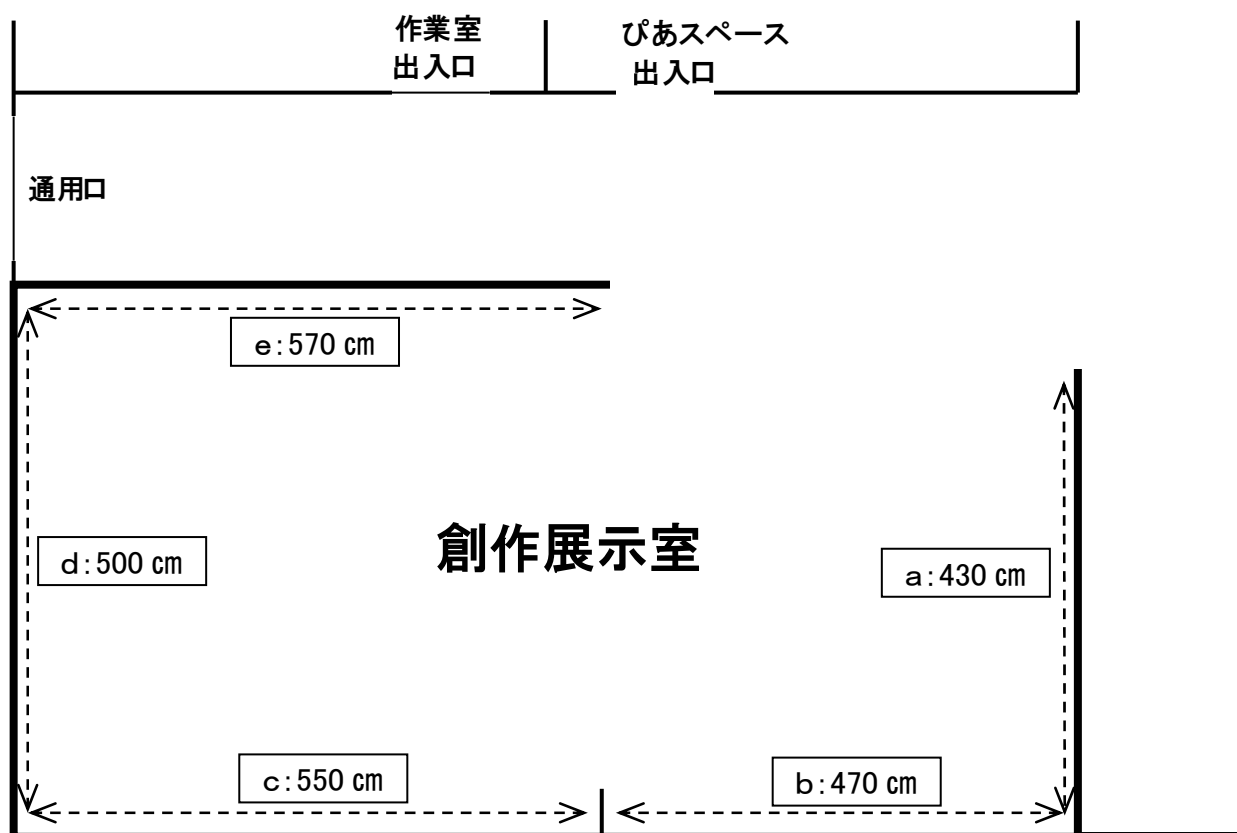 作業室
出入口
ぴあスペース
出入口
通用口
ｅ：570 ㎝
創作展示室
ｄ：500 ㎝
ａ：430 ㎝
ｃ：550 ㎝
ｂ：470 ㎝